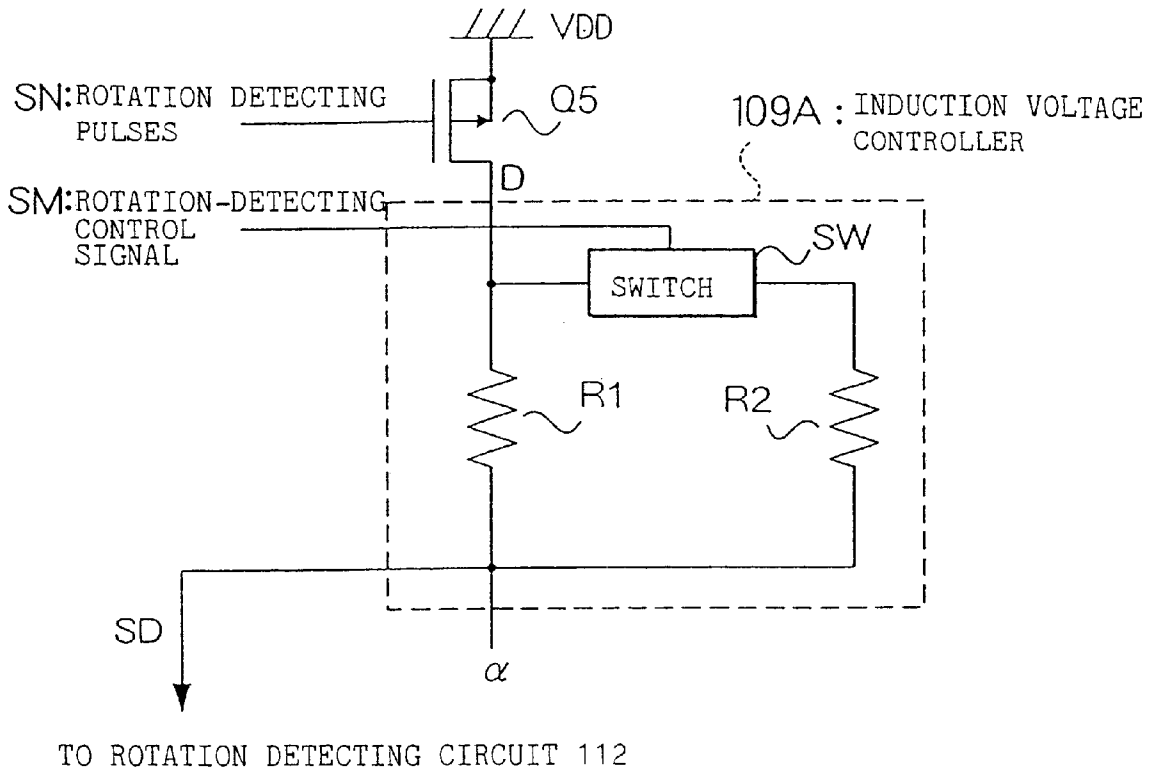 VDD
SN:ROTATION DETECTING
PULSES
Q5
109A : INDUCTION VOLTAGE
CONTROLLER
D
SM:ROTATION-DETECTING
CONTROL
SIGNAL
SW
SWITCH
R1
R2
SD
α
TO ROTATION DETECTING CIRCUIT 112